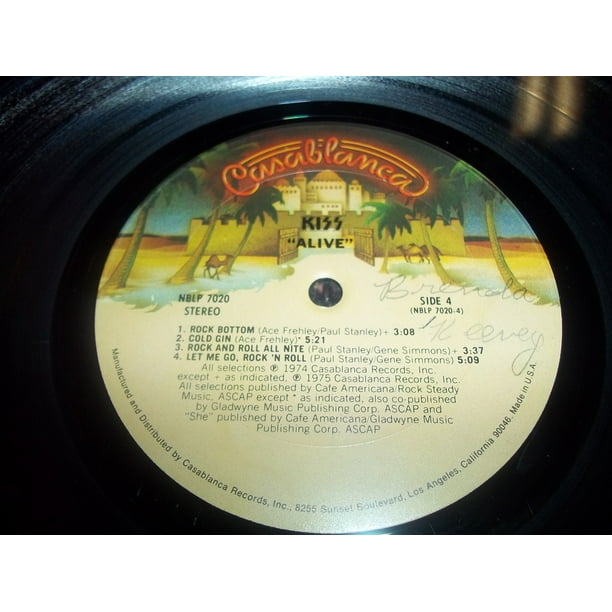 Casablanca
KISS
"ALIVE"
NBLP 7020
STEREO
SIDE 4
(NBLP 7020-4)
Brenda
Keeney
1. ROCK BOTTOM (Ace Frehley/Paul Stanley) + 3:08
2. COLD GIN (Ace Frehley)* 5:21
3. ROCK AND ROLL ALL NITE (Paul Stanley/Gene Simmons) + 3:37
4. LET ME GO, ROCK 'N ROLL (Paul Stanley/Gene Simmons) 5:09
All selections ℗ 1974 Casablanca Records, Inc.
except + as indicated, ℗ 1975 Casablanca Records, Inc.
All selections published by Cafe Americana/Rock Steady
Music, ASCAP except * as indicated, also co-published
by Gladwyne Music Publishing Corp. ASCAP and
"She" published by Cafe Americana/Gladwyne Music
Publishing Corp. ASCAP
Manufactured and Distributed by Casablanca Records, Inc., 8255 Sunset Boulevard, Los Angeles, California 90046. Made in U.S.A.